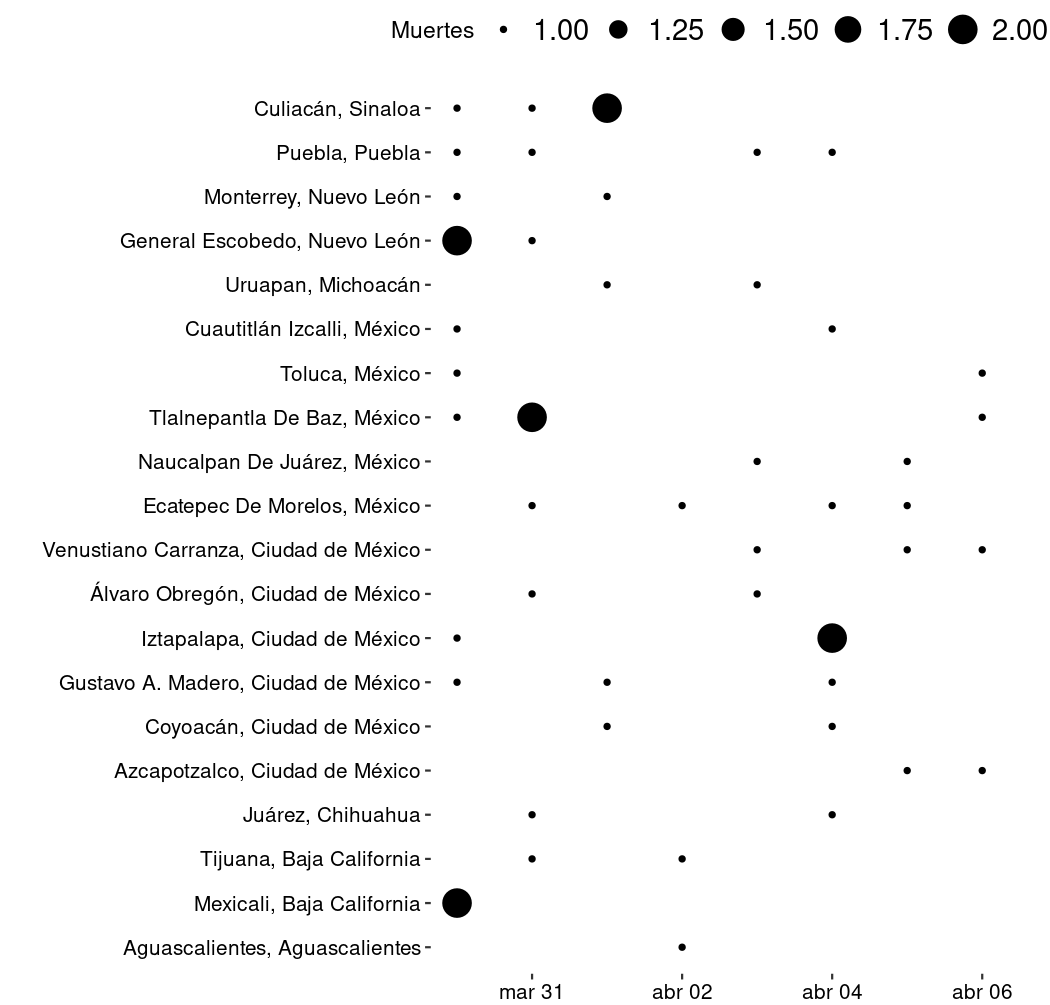 Muertes 1.00 1.25 1.50 1.75 2.00
Culiacán, Sinaloa
Puebla, Puebla
Monterrey, Nuevo León
General Escobedo, Nuevo León
Uruapan, Michoacán
Cuautitlán Izcalli, México
Toluca, México
Tlalnepantla De Baz, México
Naucalpan De Juárez, México
Ecatepec De Morelos, México
Venustiano Carranza, Ciudad de México
Álvaro Obregón, Ciudad de México
Iztapalapa, Ciudad de México
Gustavo A. Madero, Ciudad de México
Coyoacán, Ciudad de México
Azcapotzalco, Ciudad de México
Juárez, Chihuahua
Tijuana, Baja California
Mexicali, Baja California
Aguascalientes, Aguascalientes
mar 31 abr 02 abr 04 abr 06